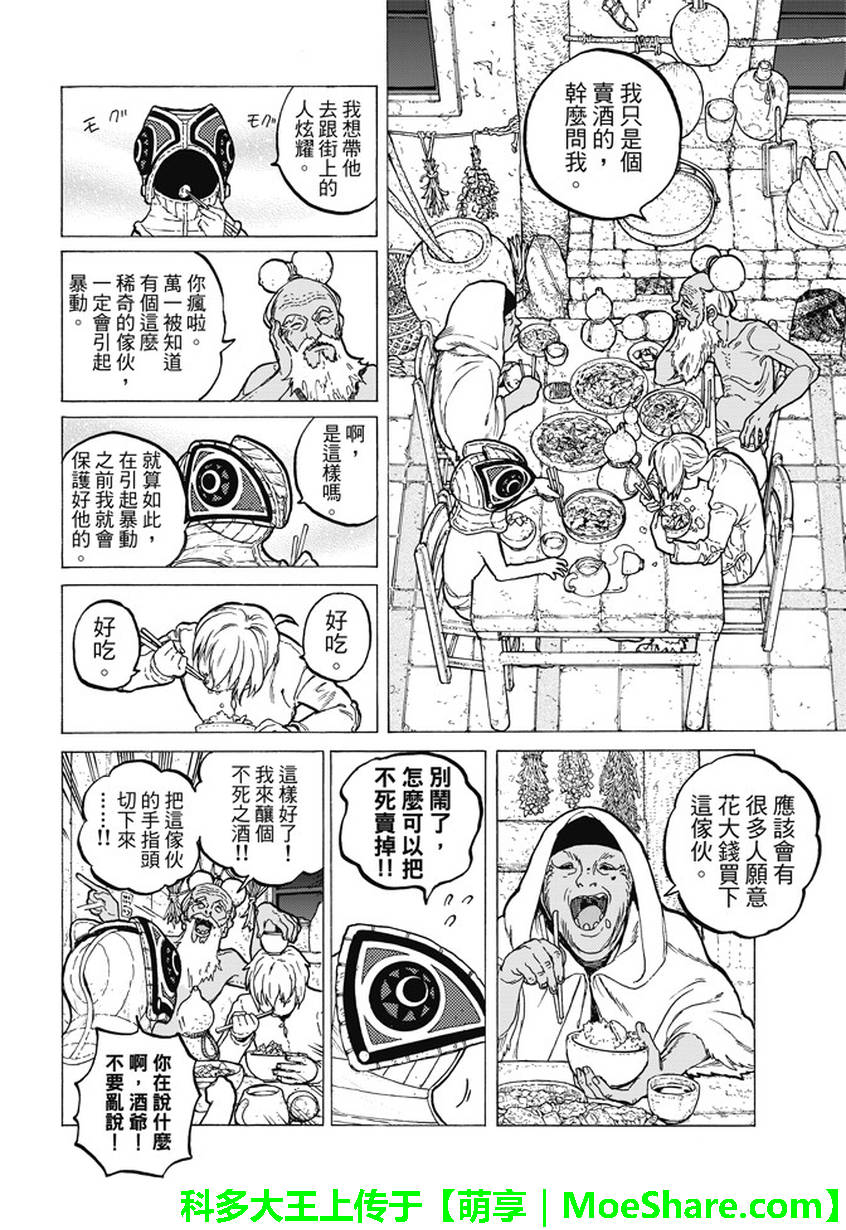 我只是個
賣酒的，
幹麼問我。
我想帶他
去跟街上的
人炫耀。
モグ
モグ
你瘋啦。
萬一被知道
有個這麼
稀奇的傢伙，
一定會引起
暴動。
啊，
是這樣嗎。
就算如此，
在引起暴動
之前我就會
保護好他的。
好吃。
好吃。
應該會有
很多人願意
花大錢買下
這傢伙。
別鬧了，
怎麼可以把
不死賣掉!!
這樣好了！
我來釀個
不死之酒!!
把這傢伙
的手指頭
切下來
……!!
你在說什麼
啊，酒爺！
不要亂說！
科多大王上传于【萌享｜MoeShare.com】